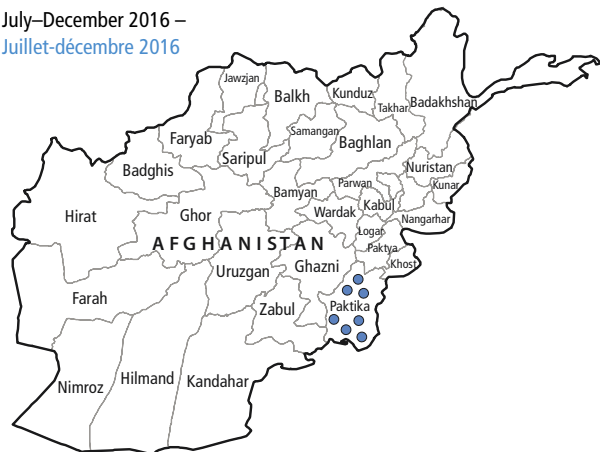 July–December 2016 –
Juillet-décembre 2016
Jawzjan
Balkh
Kunduz
Takhar
Badakhshan
Faryab
Samangan
Baghlan
Saripul
Badghis
Nuristan
Bamyan
Parwan
Kunar
Kabul
Hirat
Ghor
Wardak
Nangarhar
Logar
AFGHANISTAN
Paktya
Khost
Uruzgan
Ghazni
Farah
Zabul
Paktika
Nimroz
Hilmand
Kandahar